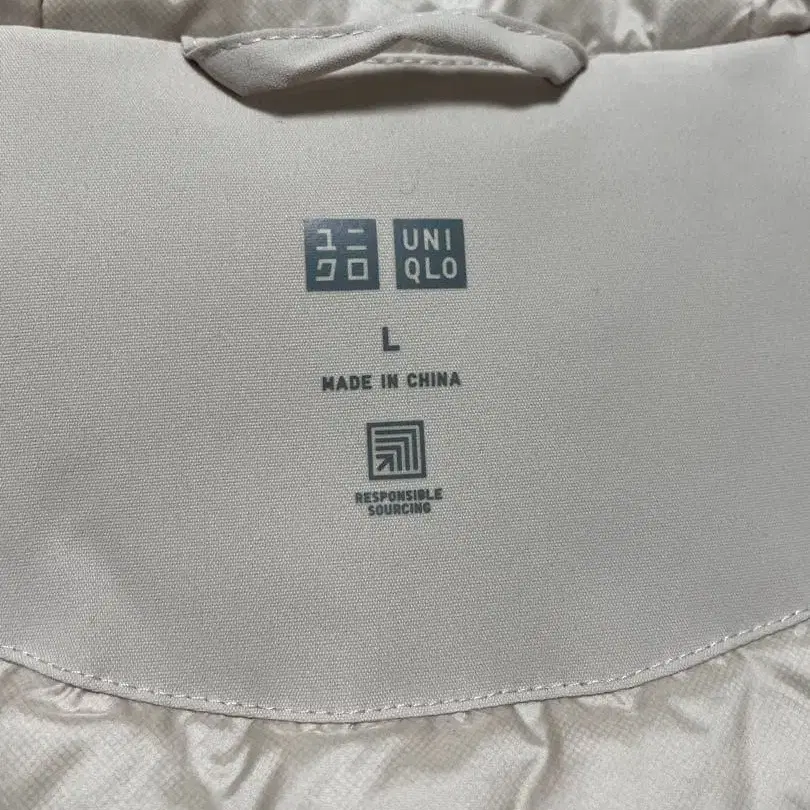 ユニ UNI
クロ QLO
L
MADE IN CHINA
RESPONSIBLE
SOURCING